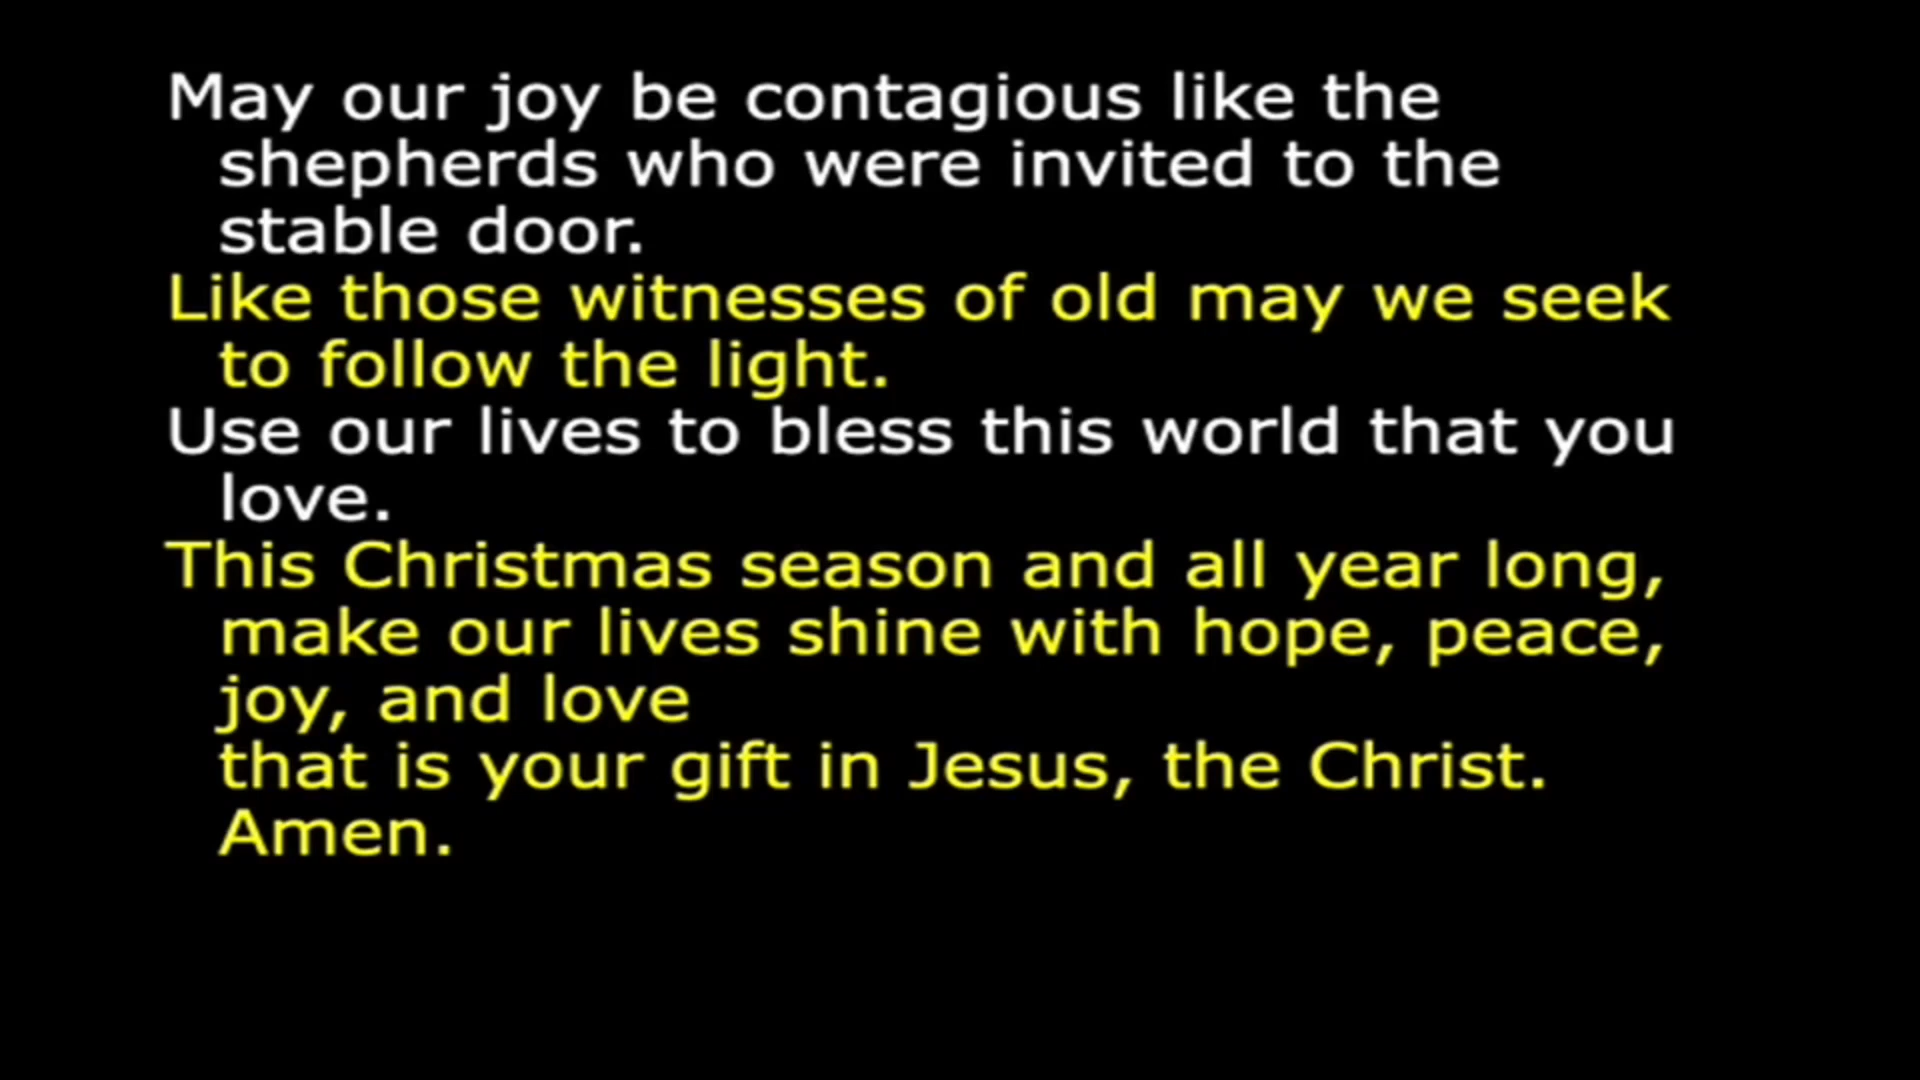 May our joy be contagious like the
shepherds who were invited to the
stable door.
Like those witnesses of old may we seek
to follow the light.
Use our lives to bless this world that you
love.
This Christmas season and all year long,
make our lives shine with hope, peace,
joy, and love
that is your gift in Jesus, the Christ.
Amen.